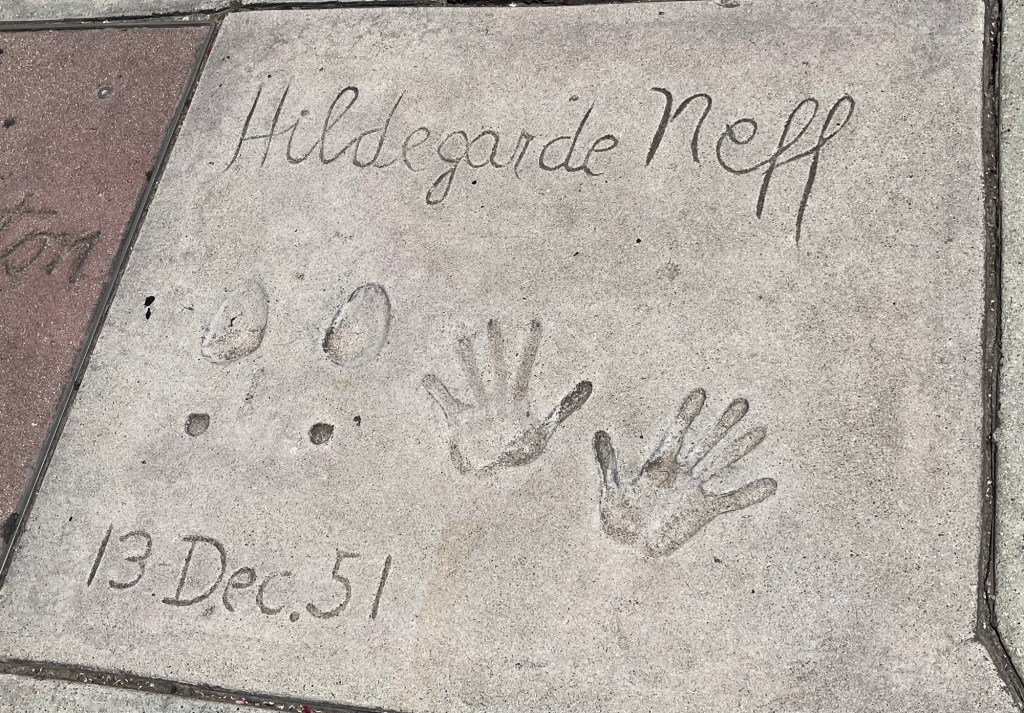 Hildegarde Neff
13-Dec. 51